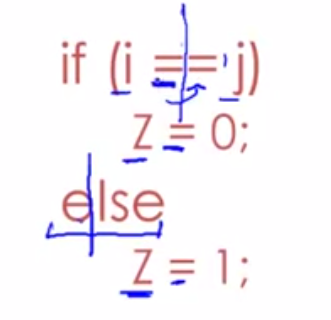 if (i == j)
Z = 0;
else
Z = 1;